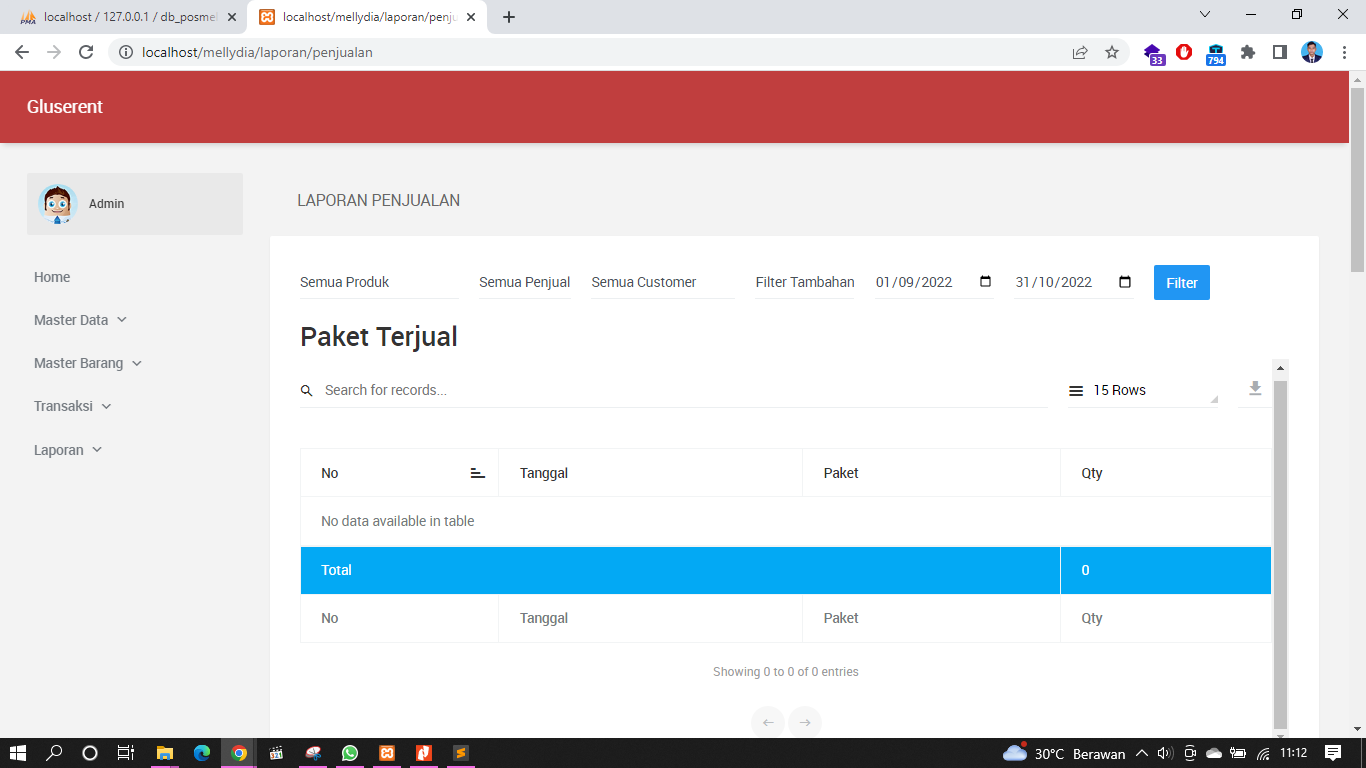 localhost / 127.0.0.1 / db_posmel
localhost/mellydia/laporan/penju
localhost/mellydia/laporan/penjualan
33
794
Gluserent
Admin
Home
Master Data
Master Barang
Transaksi
Laporan
LAPORAN PENJUALAN
Semua Produk Semua Penjual Semua Customer Filter Tambahan 01/09/2022 31/10/2022 Filter
Paket Terjual
Search for records... 15 Rows
No Tanggal Paket Qty
No data available in table
Total 0
No Tanggal Paket Qty
Showing 0 to 0 of 0 entries
30°C Berawan 11:12